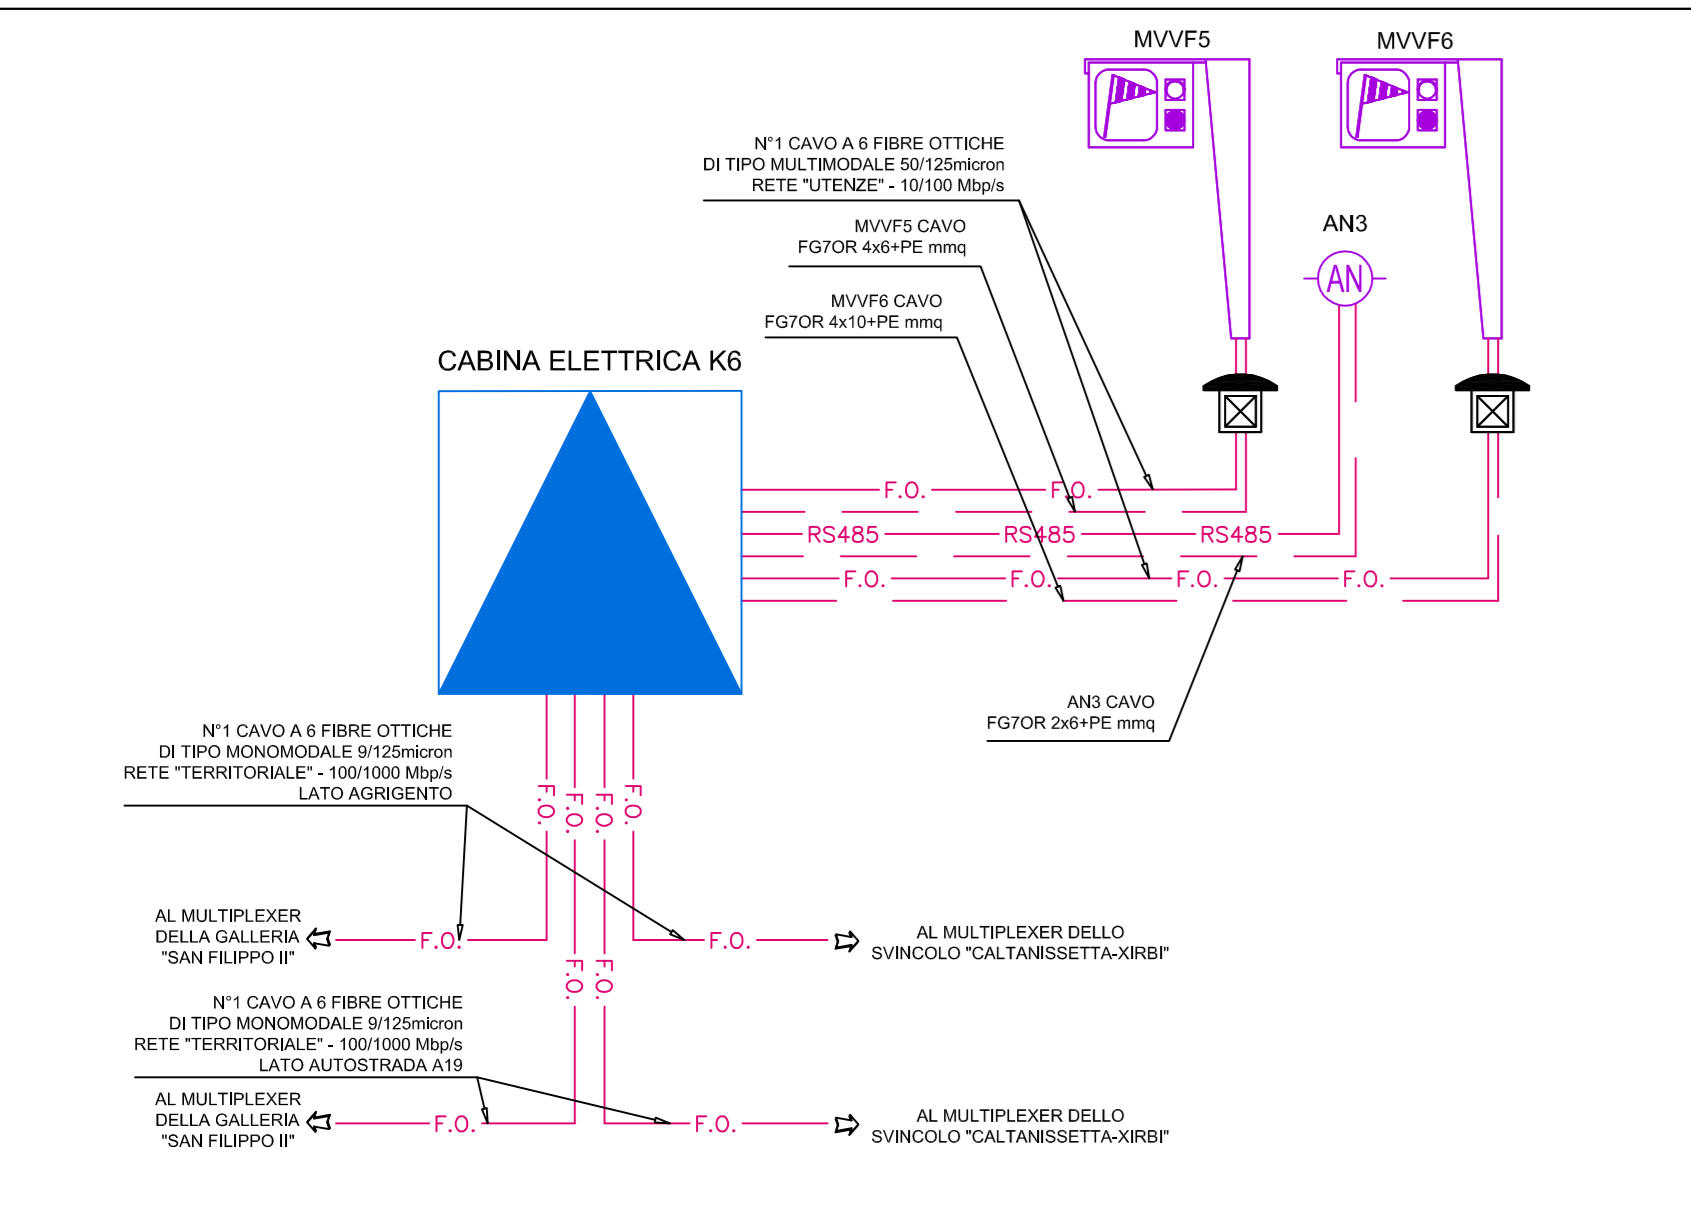 MVVF5
MVVF6
N°1 CAVO A 6 FIBRE OTTICHE
DI TIPO MULTIMODALE 50/125micron
RETE "UTENZE" - 10/100 Mbp/s
MVVF5 CAVO
FG7OR 4x6+PE mmq
AN3
AN
MVVF6 CAVO
FG7OR 4x10+PE mmq
CABINA ELETTRICA K6
F.O. F.O.
RS485 RS485 RS485
F.O. F.O. F.O. F.O.
AN3 CAVO
FG7OR 2x6+PE mmq
N°1 CAVO A 6 FIBRE OTTICHE
DI TIPO MONOMODALE 9/125micron
RETE "TERRITORIALE" - 100/1000 Mbp/s
LATO AGRIGENTO
F.O. F.O. F.O. F.O.
AL MULTIPLEXER
DELLA GALLERIA
"SAN FILIPPO II"
F.O. F.O.
AL MULTIPLEXER DELLO
SVINCOLO "CALTANISSETTA-XIRBI"
F.O. F.O.
N°1 CAVO A 6 FIBRE OTTICHE
DI TIPO MONOMODALE 9/125micron
RETE "TERRITORIALE" - 100/1000 Mbp/s
LATO AUTOSTRADA A19
AL MULTIPLEXER
DELLA GALLERIA
"SAN FILIPPO II"
F.O. F.O.
AL MULTIPLEXER DELLO
SVINCOLO "CALTANISSETTA-XIRBI"